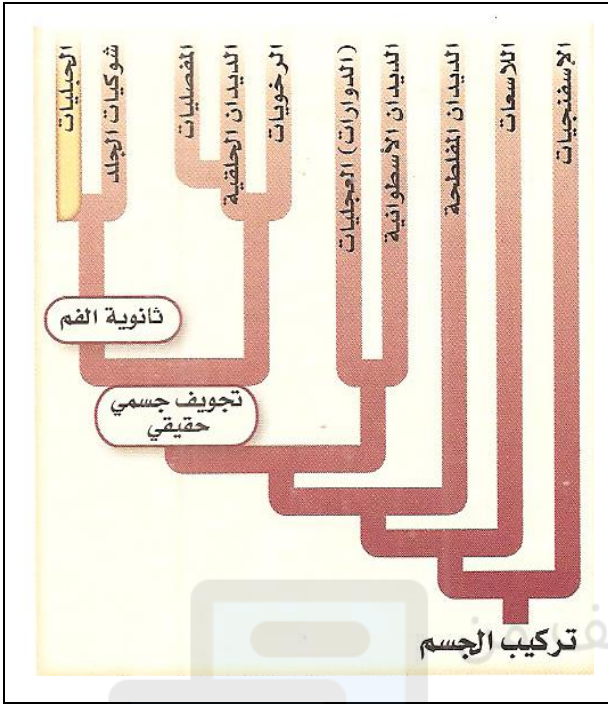 الإسفنجيات
اللاسعات
الديدان المفلطحة
الديدان الأسطوانية
(الدوارات) العجليات
الرخويات
الديدان الحلقية
المفصليات
شوكيات الجلد
الحبليات
ثانوية الفم
تجويف جسمي
حقيقي
تركيب الجسم